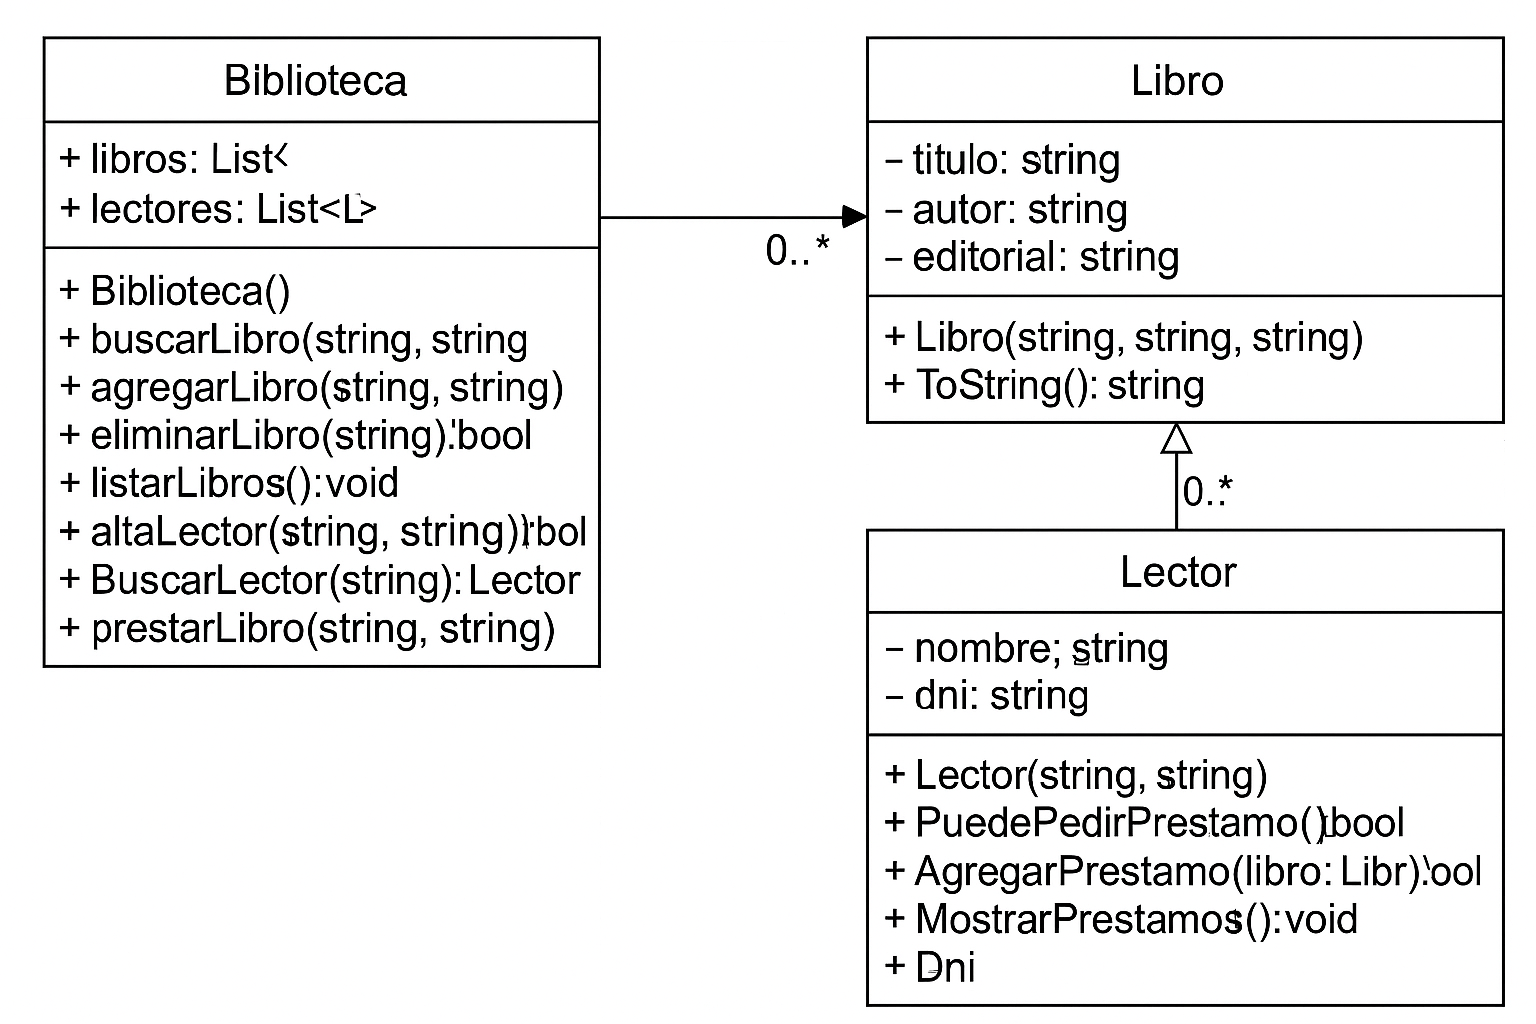 Biblioteca
+ libros: List<
+ lectores: List<L>
+ Biblioteca()
+ buscarLibro(string, string
+ agregarLibro(string, string)
+ eliminarLibro(string):bool
+ listarLibros():void
+ altaLector(string, string)
+ BuscarLector(string): Lector
+ prestarLibro(string, string)
0..*
Libro
– titulo: string
– autor: string
– editorial: string
+ Libro(string, string, string)
+ ToString(): string
0..*
Lector
– nombre; string
– dni: string
+ Lector(string, string)
+ PuedePedirPrestamo() bool
+ AgregarPrestamo(libro: Libr)
+ MostrarPrestamos():void
+ Dni